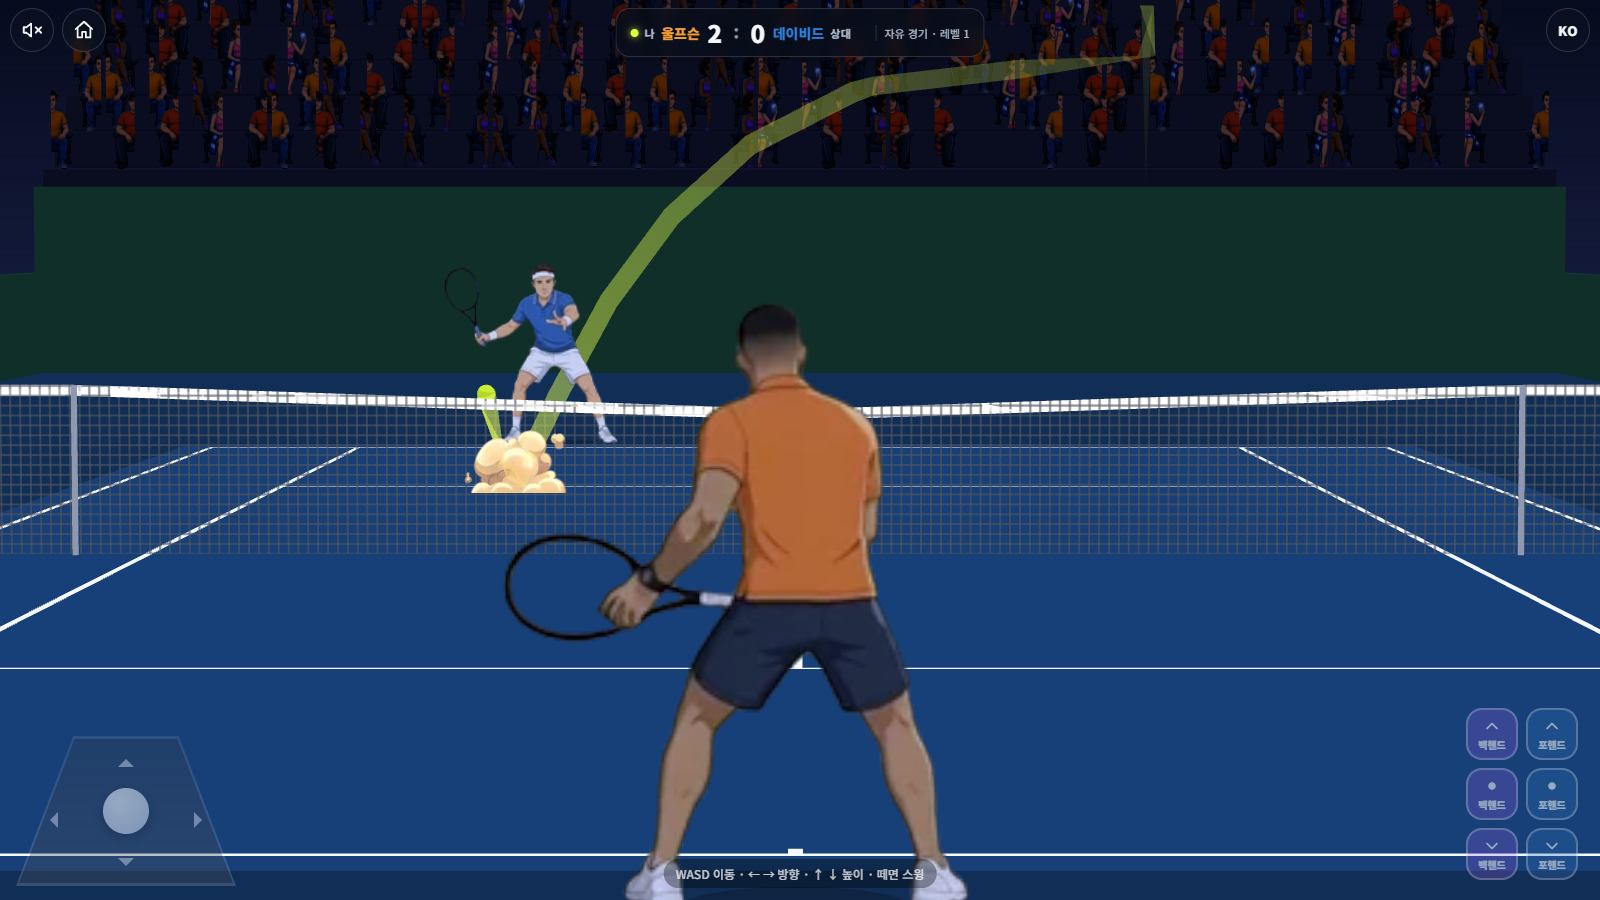 나 울프슨 2 : 0 데이비드 상대 자유 경기 · 레벨 1
KO
백핸드 포핸드
백핸드 포핸드
백핸드 포핸드
WASD 이동 · ←→ 방향 · ↑↓ 높이 · 떼면 스윙